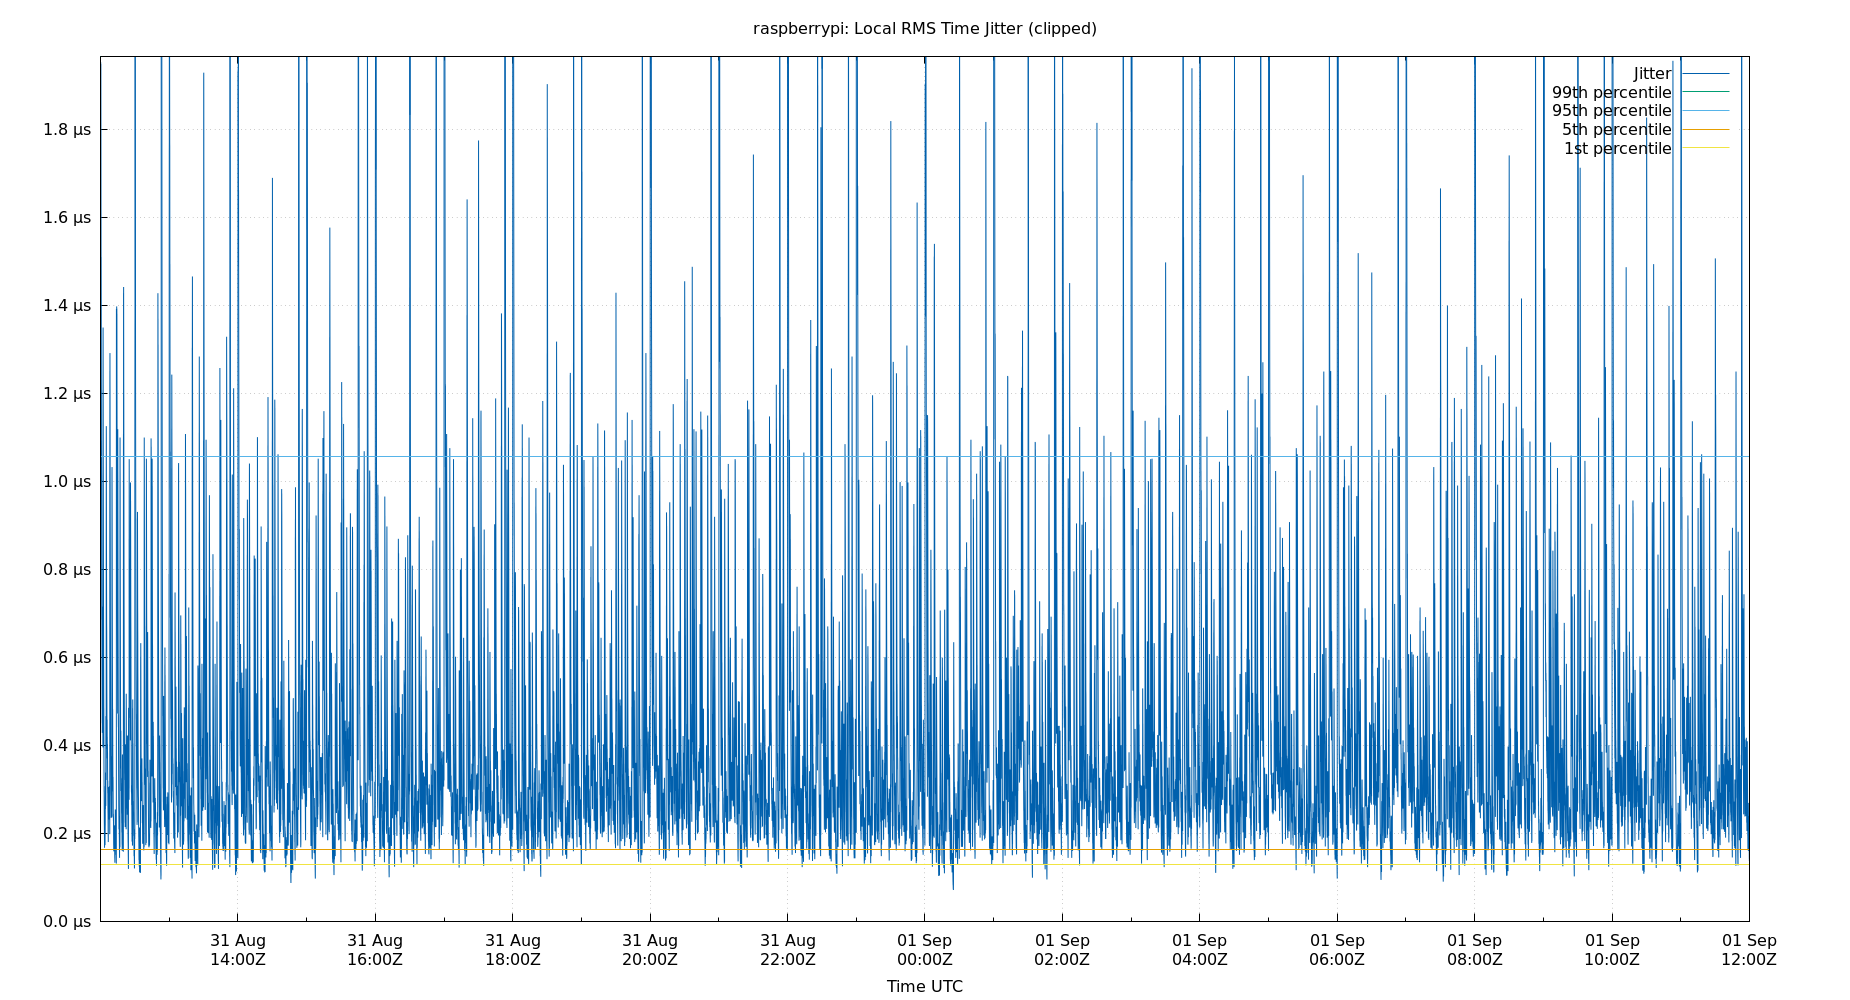 raspberrypi: Local RMS Time Jitter (clipped)
Jitter
99th percentile
95th percentile
5th percentile
1st percentile
1.8 µs
1.6 µs
1.4 µs
1.2 µs
1.0 µs
0.8 µs
0.6 µs
0.4 µs
0.2 µs
0.0 µs
31 Aug 31 Aug 31 Aug 31 Aug 31 Aug 01 Sep 01 Sep 01 Sep 01 Sep 01 Sep 01 Sep 01 Sep
14:00Z 16:00Z 18:00Z 20:00Z 22:00Z 00:00Z 02:00Z 04:00Z 06:00Z 08:00Z 10:00Z 12:00Z
Time UTC